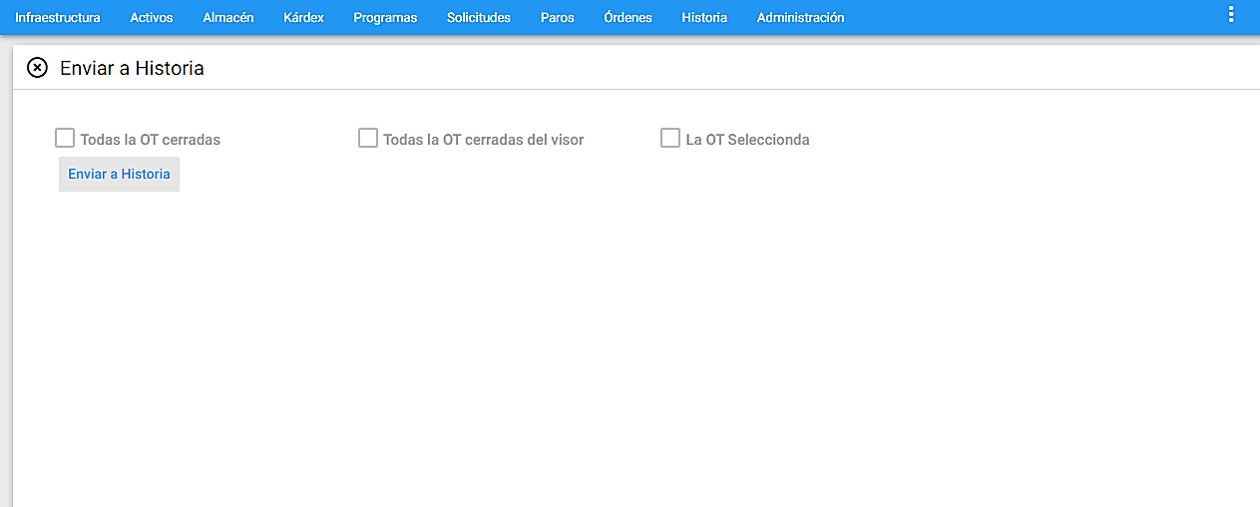 Infraestructura Activos Almacén Kárdex Programas Solicitudes Paros Órdenes Historia Administración
Enviar a Historia
Todas la OT cerradas Todas la OT cerradas del visor La OT Seleccionda
Enviar a Historia